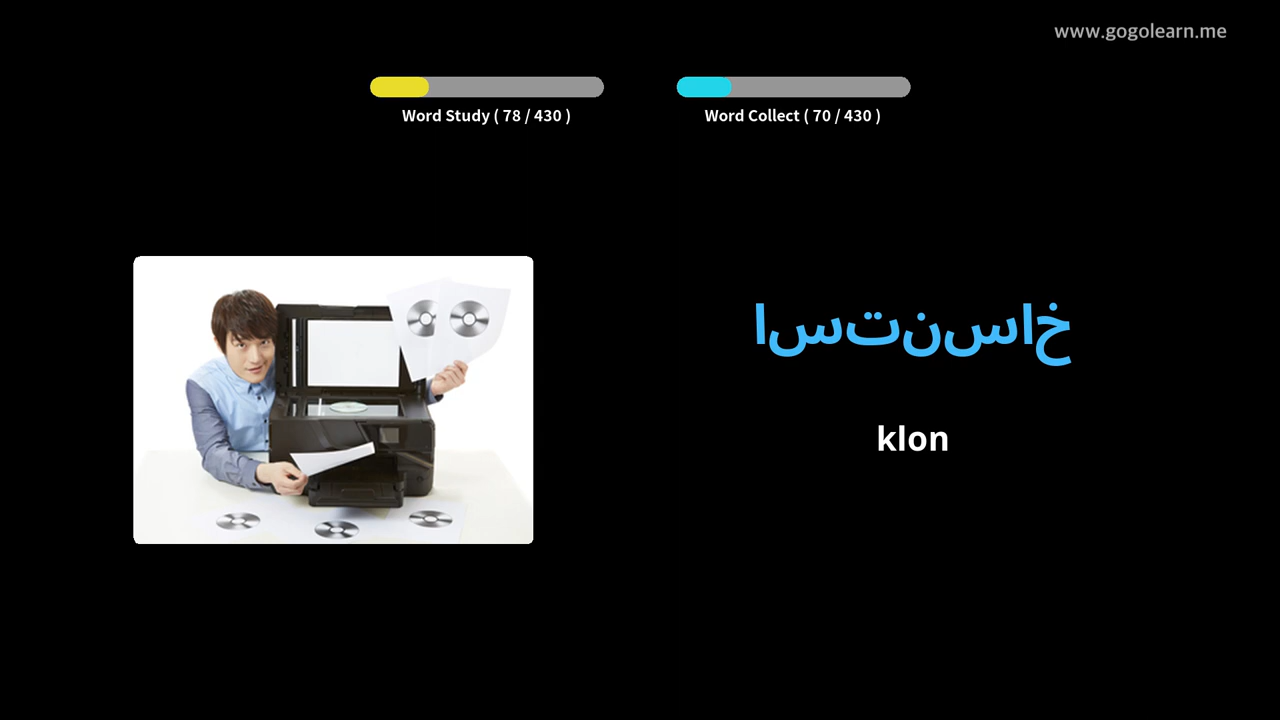 www.gogolearn.me
Word Study ( 78 / 430 )
Word Collect ( 70 / 430 )
استنساخ
klon